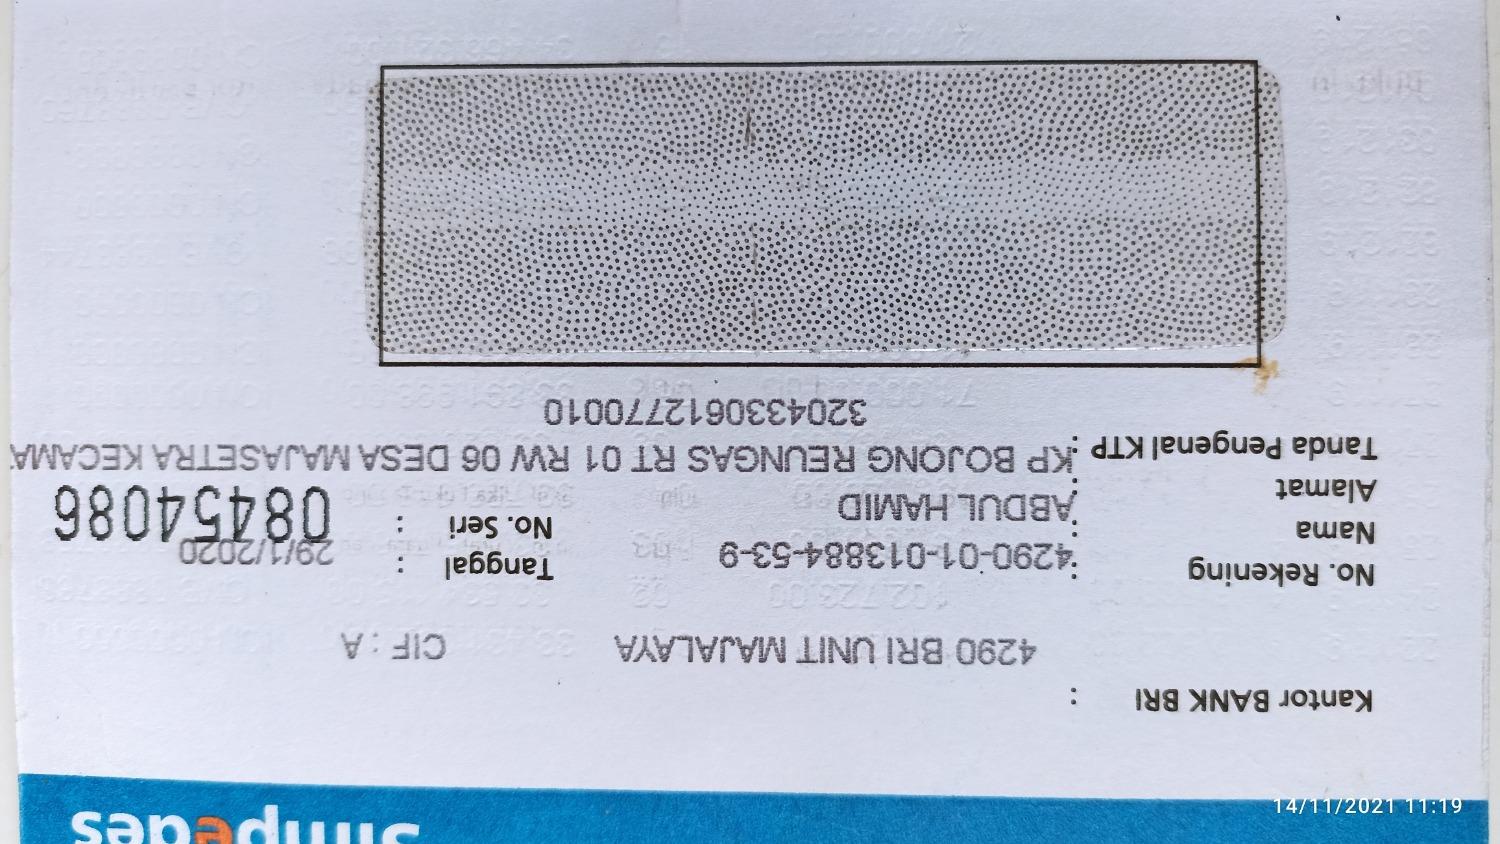 Simpedes
Kantor BANK BRI :
4290 BRI UNIT MAJALAYA CIF : A
No. Rekening : 4290-01-013884-53-9 Tanggal : 29/1/2020
Nama : ABDUL HAMID No. Seri : 08454086
Alamat : KP BOJONG REUNGAS RT 01 RW 06 DESA MAJASETRA KECAMA
Tanda Pengenal KTP : 3204330612770010
14/11/2021 11:19